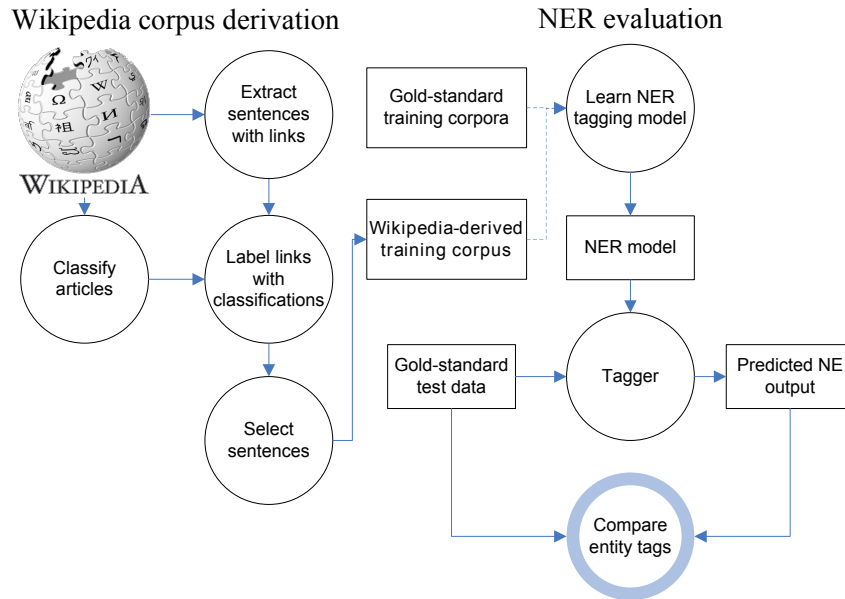 Wikipedia corpus derivation
NER evaluation
Extract
sentences
with links
Gold-standard
training corpora
Learn NER
tagging model
Ω
W
И
祖
WIKIPEDIA
Classify
articles
Label links
with
classifications
Wikipedia-derived
training corpus
NER model
Select
sentences
Gold-standard
test data
Tagger
Predicted NE
output
Compare
entity tags